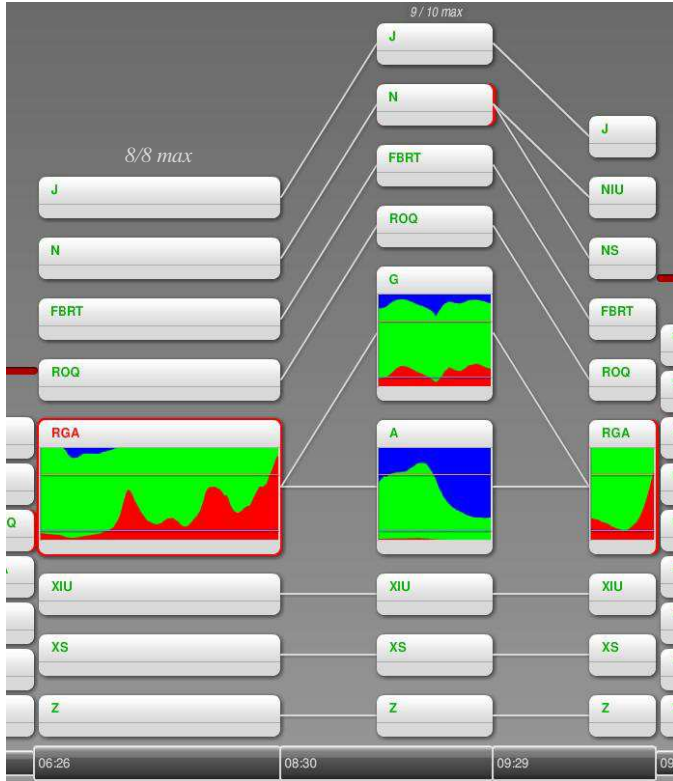 9 / 10 max
J
N
J
8/8 max
FBRT
J
NIU
ROQ
N
NS
G
FBRT
FBRT
ROQ
ROQ
RGA
A
RGA
Q
XIU
XIU
XIU
XS
XS
XS
Z
Z
Z
06:26
08:30
09:29
09